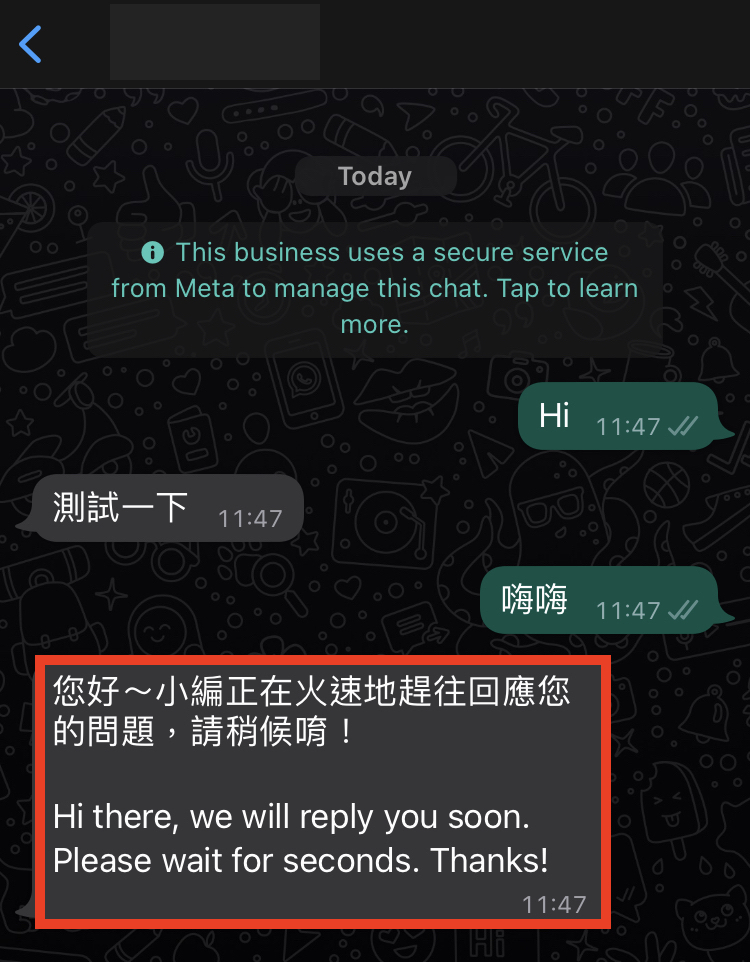 Today
This business uses a secure service
from Meta to manage this chat. Tap to learn
more.
Hi 11:47
測試一下 11:47
嗨嗨 11:47
您好～小編正在火速地趕往回應您
的問題，請稍候唷！
Hi there, we will reply you soon.
Please wait for seconds. Thanks!
11:47